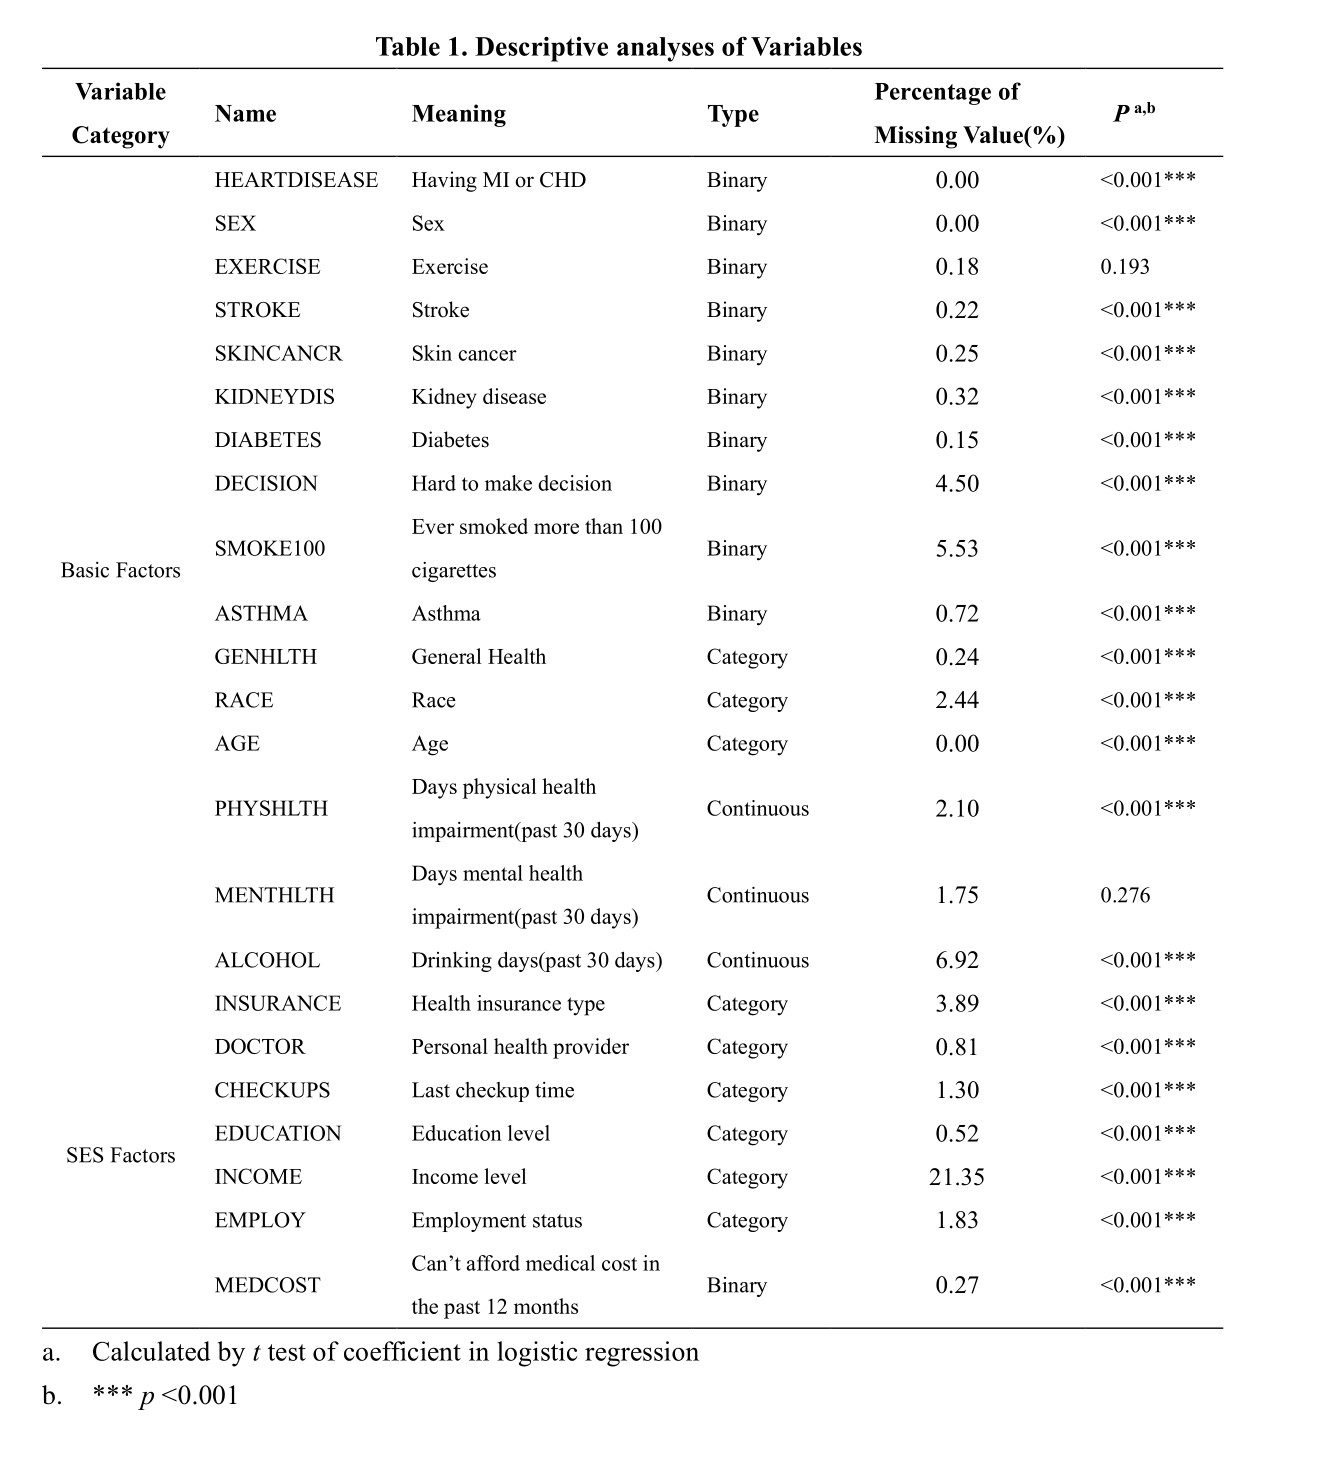 Table 1. Descriptive analyses of Variables
Variable Category Name Meaning Type Percentage of Missing Value(%) P a,b
Basic Factors
HEARTDISEASE Having MI or CHD Binary 0.00 <0.001***
SEX Sex Binary 0.00 <0.001***
EXERCISE Exercise Binary 0.18 0.193
STROKE Stroke Binary 0.22 <0.001***
SKINCANCR Skin cancer Binary 0.25 <0.001***
KIDNEYDIS Kidney disease Binary 0.32 <0.001***
DIABETES Diabetes Binary 0.15 <0.001***
DECISION Hard to make decision Binary 4.50 <0.001***
SMOKE100 Ever smoked more than 100 cigarettes Binary 5.53 <0.001***
ASTHMA Asthma Binary 0.72 <0.001***
GENHLTH General Health Category 0.24 <0.001***
RACE Race Category 2.44 <0.001***
AGE Age Category 0.00 <0.001***
PHYSHLTH Days physical health impairment(past 30 days) Continuous 2.10 <0.001***
MENTHLTH Days mental health impairment(past 30 days) Continuous 1.75 0.276
ALCOHOL Drinking days(past 30 days) Continuous 6.92 <0.001***
SES Factors
INSURANCE Health insurance type Category 3.89 <0.001***
DOCTOR Personal health provider Category 0.81 <0.001***
CHECKUPS Last checkup time Category 1.30 <0.001***
EDUCATION Education level Category 0.52 <0.001***
INCOME Income level Category 21.35 <0.001***
EMPLOY Employment status Category 1.83 <0.001***
MEDCOST Can’t afford medical cost in the past 12 months Binary 0.27 <0.001***
a. Calculated by t test of coefficient in logistic regression
b. *** p <0.001